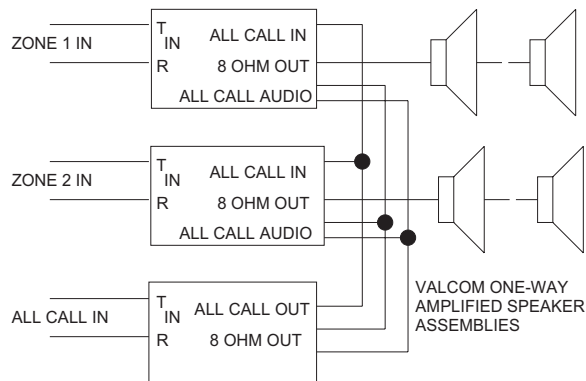 ZONE 1 IN
T
IN
R
ALL CALL IN
8 OHM OUT
ALL CALL AUDIO
ZONE 2 IN
T
IN
R
ALL CALL IN
8 OHM OUT
ALL CALL AUDIO
ALL CALL IN
T
IN
R
ALL CALL OUT
8 OHM OUT
VALCOM ONE-WAY
AMPLIFIED SPEAKER
ASSEMBLIES